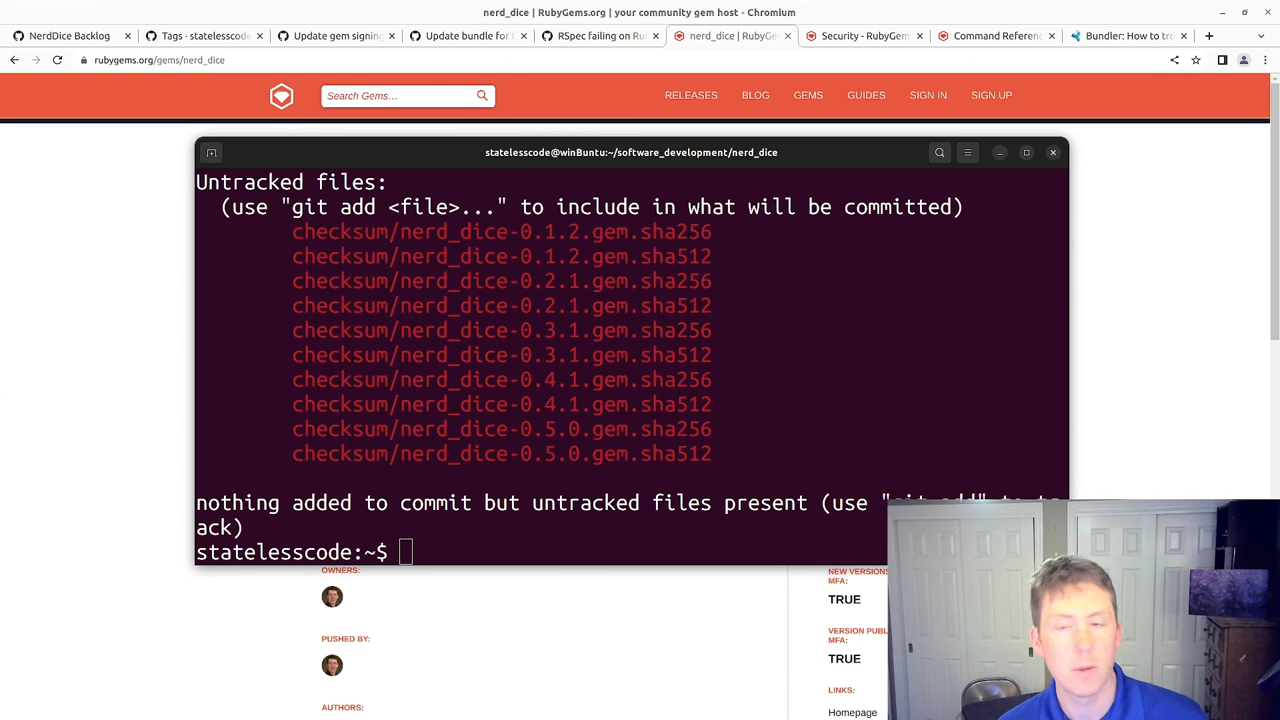 nerd_dice | RubyGems.org | your community gem host - Chromium
NerdDice Backlog
Tags · statelesscode
Update gem signing
Update bundle for
RSpec failing on Ru
nerd_dice | RubyGe
Security - RubyGem
Command Referenc
Bundler: How to tr
rubygems.org/gems/nerd_dice
Search Gems…
RELEASES BLOG GEMS GUIDES SIGN IN SIGN UP
statelesscode@winBuntu:~/software_development/nerd_dice
Untracked files:
(use "git add <file>..." to include in what will be committed)
checksum/nerd_dice-0.1.2.gem.sha256
checksum/nerd_dice-0.1.2.gem.sha512
checksum/nerd_dice-0.2.1.gem.sha256
checksum/nerd_dice-0.2.1.gem.sha512
checksum/nerd_dice-0.3.1.gem.sha256
checksum/nerd_dice-0.3.1.gem.sha512
checksum/nerd_dice-0.4.1.gem.sha256
checksum/nerd_dice-0.4.1.gem.sha512
checksum/nerd_dice-0.5.0.gem.sha256
checksum/nerd_dice-0.5.0.gem.sha512
nothing added to commit but untracked files present (use "git add" to tr
ack)
statelesscode:~$
OWNERS:
PUSHED BY:
AUTHORS:
NEW VERSIONS
MFA:
TRUE
VERSION PUBL
MFA:
TRUE
LINKS:
Homepage